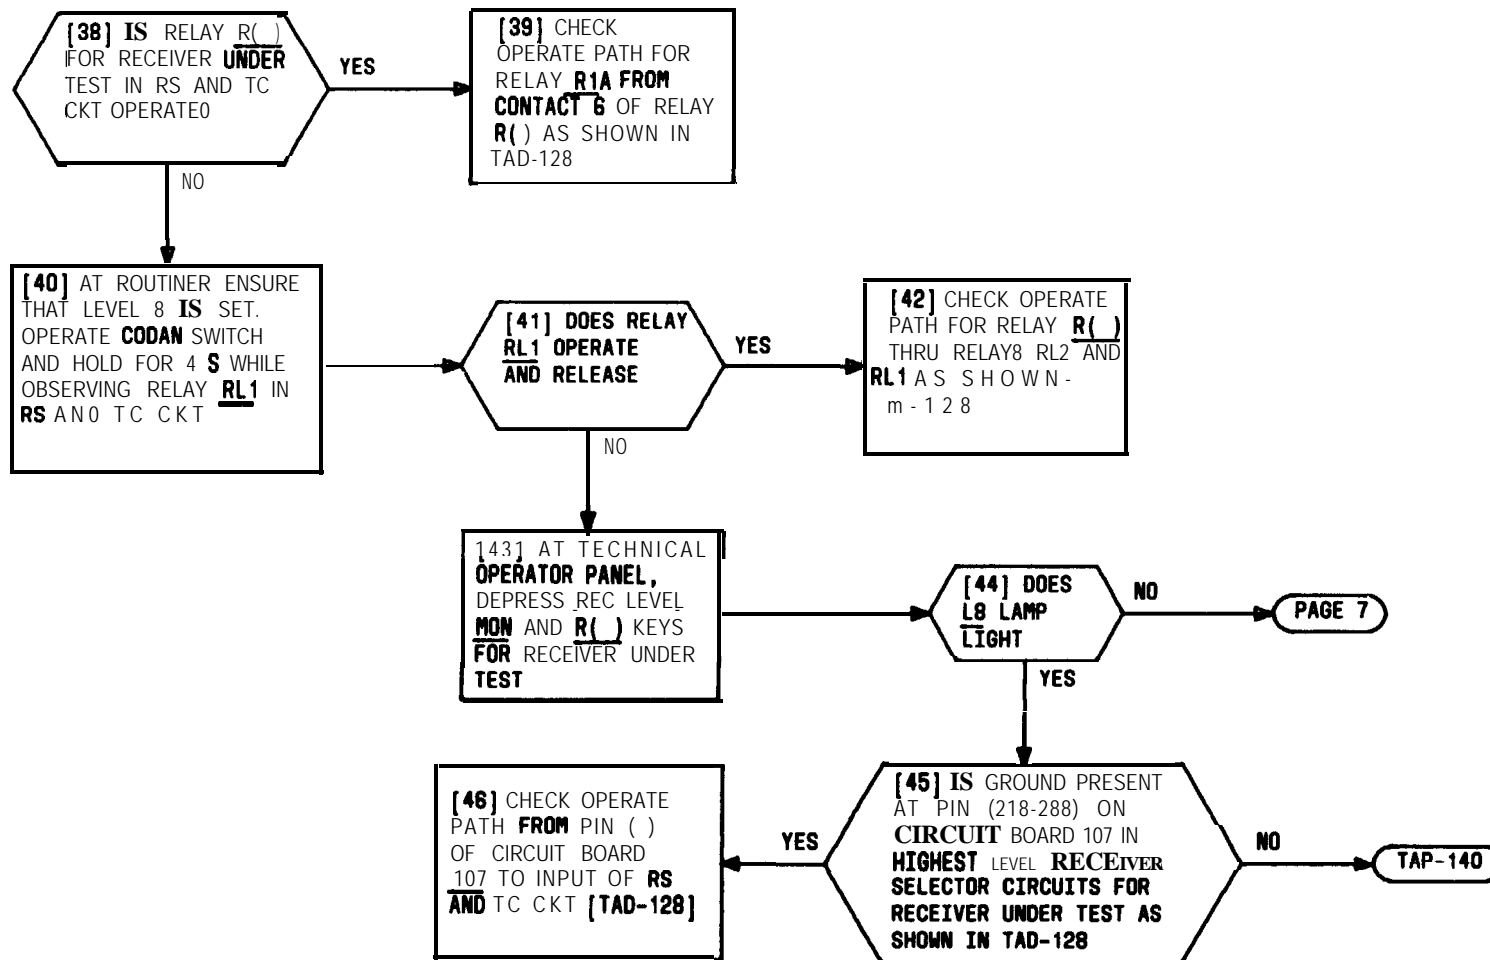 [38] IS RELAY R( )
FOR RECEIVER UNDER
TEST IN RS AND TC
CKT OPERATE0
YES
NO
[39] CHECK
OPERATE PATH FOR
RELAY R1A FROM
CONTACT 6 OF RELAY
R( ) AS SHOWN IN
TAD-128
[40] AT ROUTINER ENSURE
THAT LEVEL 8 IS SET.
OPERATE CODAN SWITCH
AND HOLD FOR 4 S WHILE
OBSERVING RELAY RL1 IN
RS AN0 TC CKT
[41] DOES RELAY
RL1 OPERATE
AND RELEASE
YES
NO
[42] CHECK OPERATE
PATH FOR RELAY R( )
THRU RELAY8 RL2 AND
RL1 AS SHOWN-
m-128
[431 AT TECHNICAL
OPERATOR PANEL,
DEPRESS REC LEVEL
MON AND R( ) KEYS
FOR RECEIVER UNDER
TEST
[44] DOES
L8 LAMP
LIGHT
NO
PAGE 7
YES
[45] IS GROUND PRESENT
AT PIN (218-288) ON
CIRCUIT BOARD 107 IN
HIGHEST LEVEL RECEIVER
SELECTOR CIRCUITS FOR
RECEIVER UNDER TEST AS
SHOWN IN TAD-128
YES
NO
TAP-140
[46] CHECK OPERATE
PATH FROM PIN ( )
OF CIRCUIT BOARD
107 TO INPUT OF RS
AND TC CKT [TAD-128]